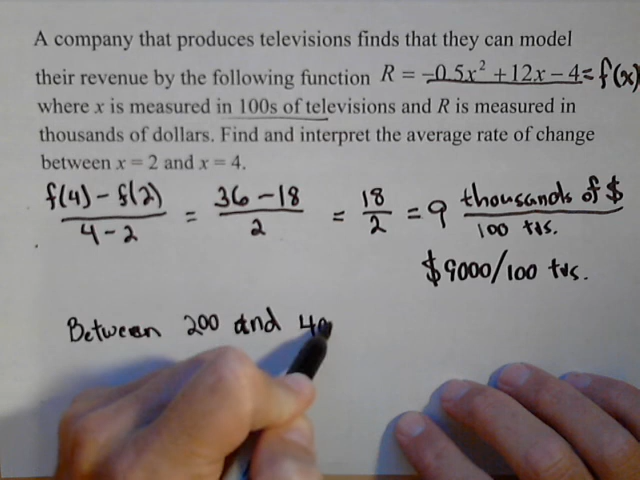 A company that produces televisions finds that they can model
their revenue by the following function R = -0.5x² + 12x - 4 = f(x)
where x is measured in 100s of televisions and R is measured in
thousands of dollars. Find and interpret the average rate of change
between x = 2 and x = 4.
f(4) - f(2) / 4 - 2 = 36 - 18 / 2 = 18 / 2 = 9 thousands of $ / 100 tvs.
$9000/100 tvs.
Between 200 and 40